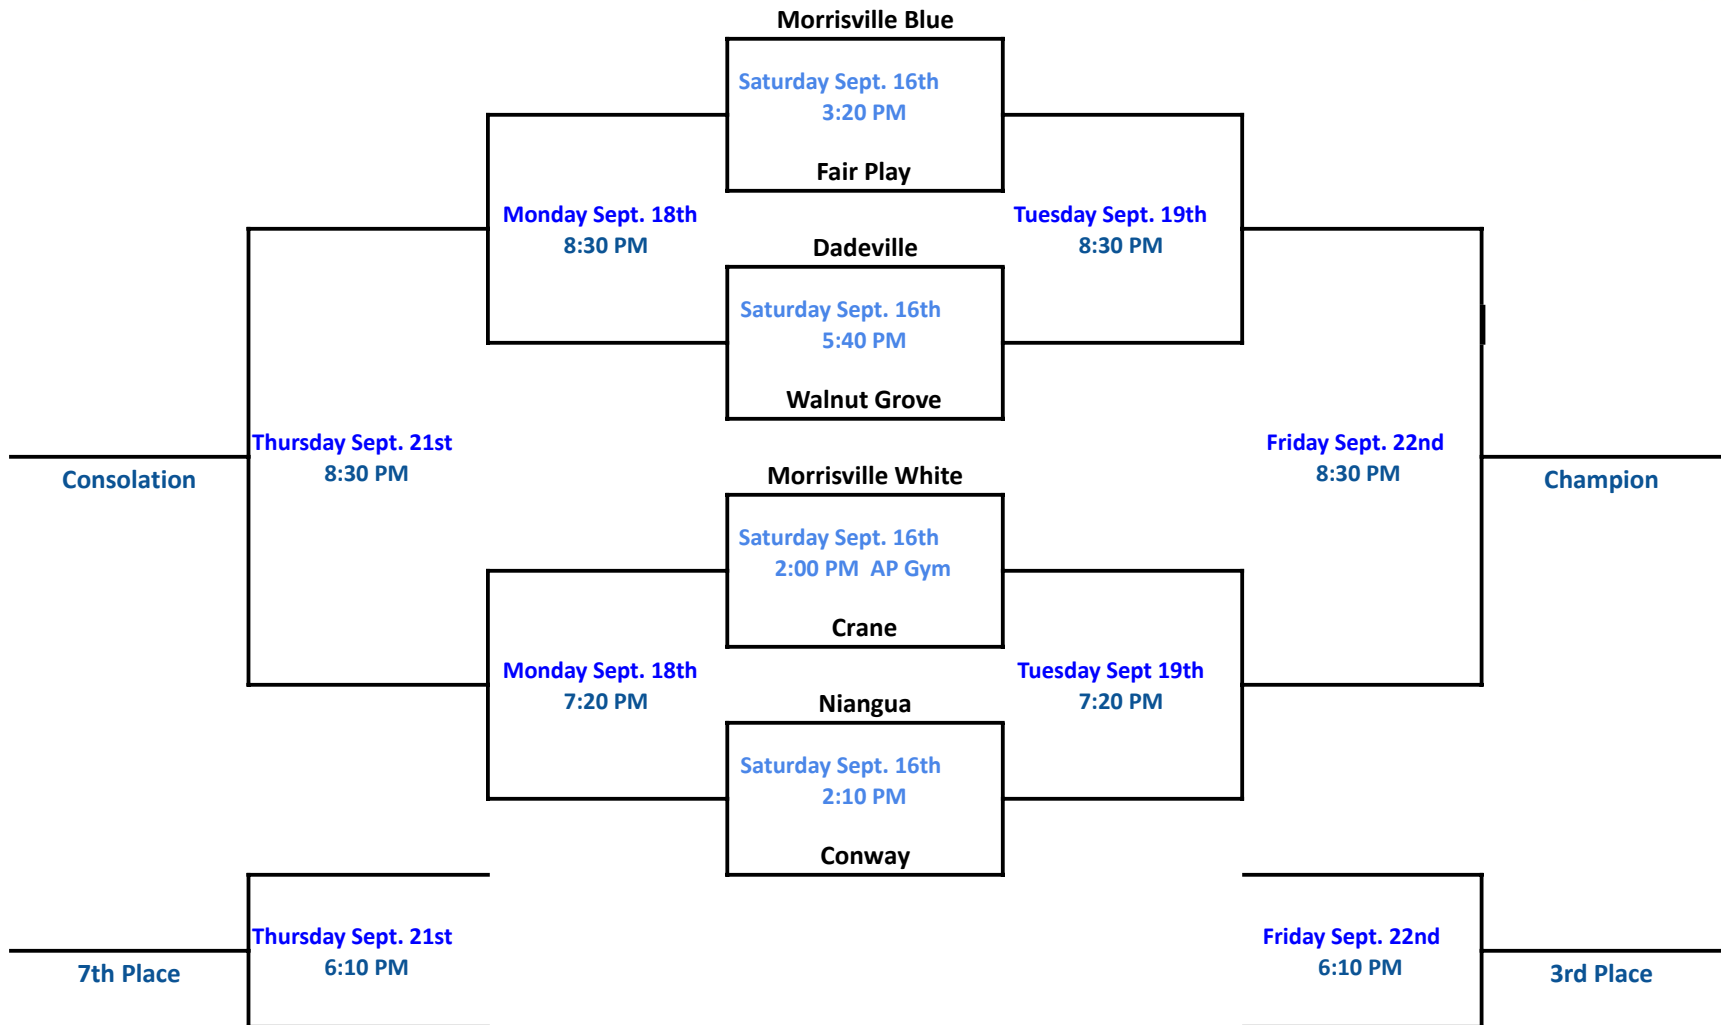 Morrisville Blue
Saturday Sept. 16th
3:20 PM
Fair Play
Monday Sept. 18th
8:30 PM
Tuesday Sept. 19th
8:30 PM
Dadeville
Saturday Sept. 16th
5:40 PM
Walnut Grove
Thursday Sept. 21st
8:30 PM
Consolation
Friday Sept. 22nd
8:30 PM
Champion
Morrisville White
Saturday Sept. 16th
2:00 PM AP Gym
Crane
Monday Sept. 18th
7:20 PM
Tuesday Sept 19th
7:20 PM
Niangua
Saturday Sept. 16th
2:10 PM
Conway
Thursday Sept. 21st
6:10 PM
7th Place
Friday Sept. 22nd
6:10 PM
3rd Place